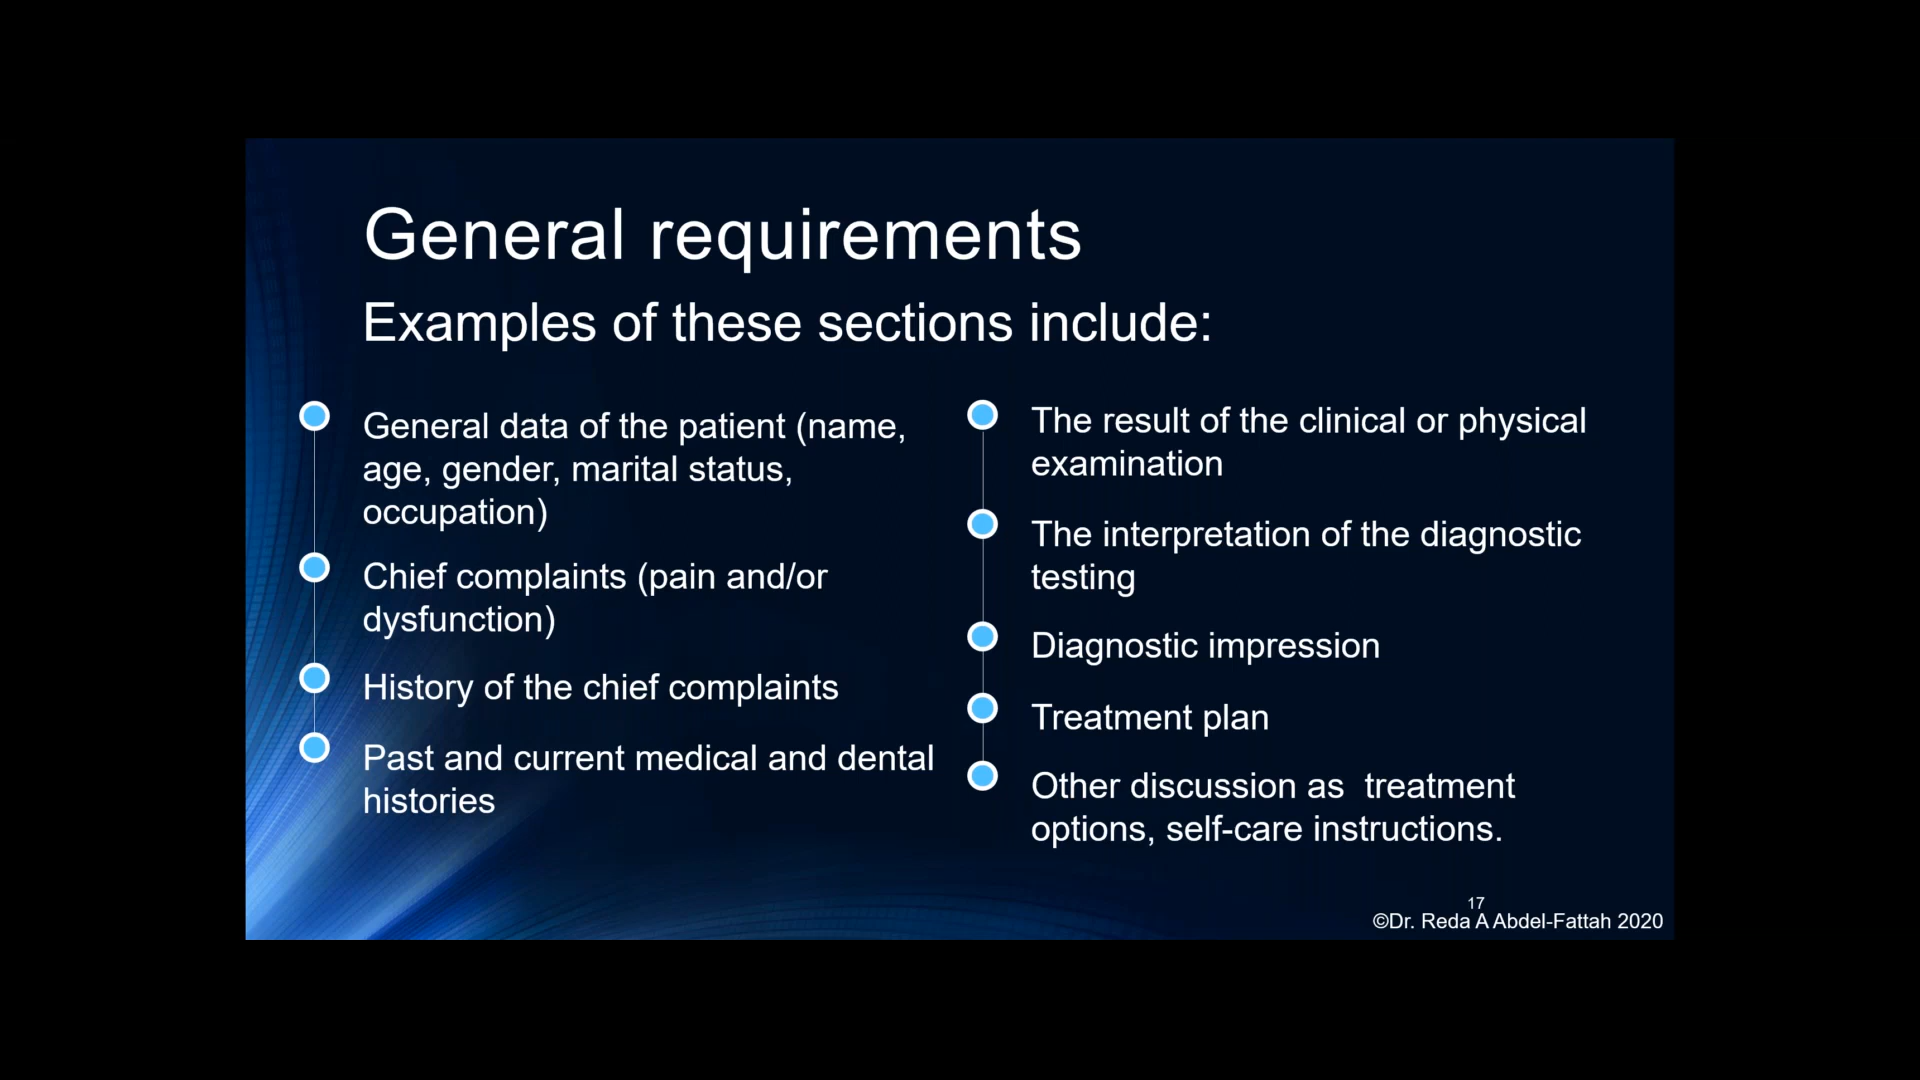 General requirements
Examples of these sections include:
General data of the patient (name,
age, gender, marital status,
occupation)
Chief complaints (pain and/or
dysfunction)
History of the chief complaints
Past and current medical and dental
histories
The result of the clinical or physical
examination
The interpretation of the diagnostic
testing
Diagnostic impression
Treatment plan
Other discussion as  treatment
options, self-care instructions.
17
©Dr. Reda A Abdel-Fattah 2020